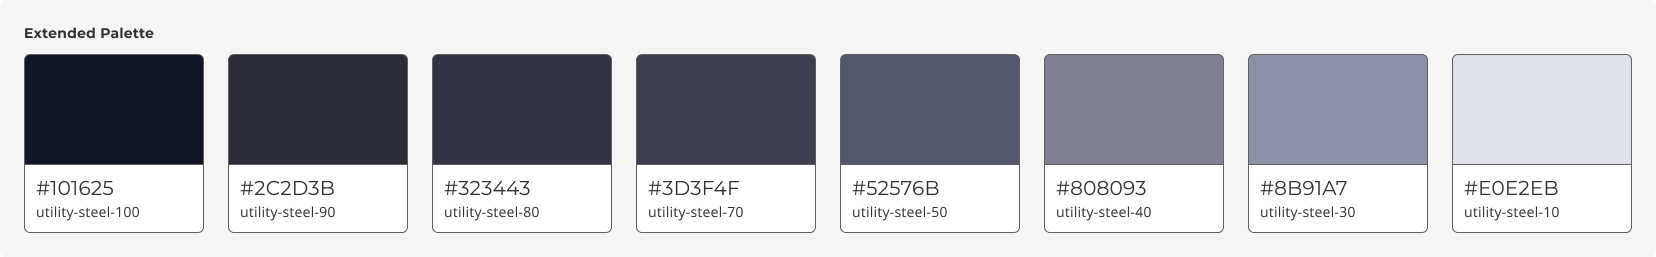 Extended Palette
#101625
utility-steel-100
#2C2D3B
utility-steel-90
#323443
utility-steel-80
#3D3F4F
utility-steel-70
#52576B
utility-steel-50
#808093
utility-steel-40
#8B91A7
utility-steel-30
#E0E2EB
utility-steel-10